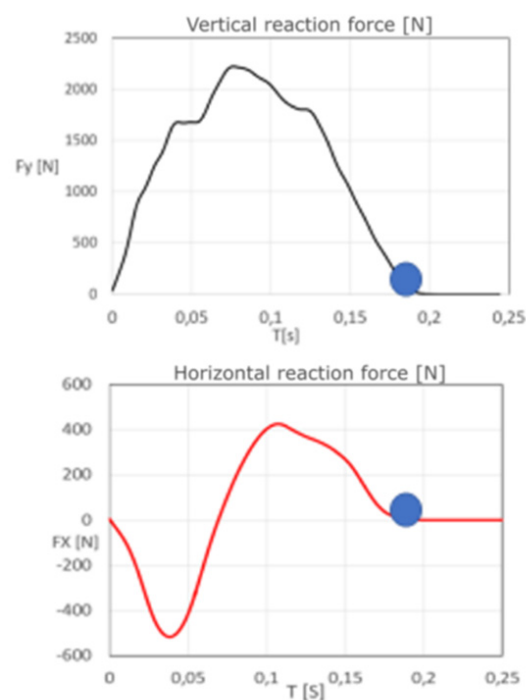 Vertical reaction force [N]
2500
2000
1500
Fy [N]
1000
500
0
0 0,05 0,1 0,15 0,2 0,25
T[s]
Horizontal reaction force [N]
600
400
200
0
FX [N]
-200
-400
-600
0 0,05 0,1 0,15 0,2 0,25
T [S]